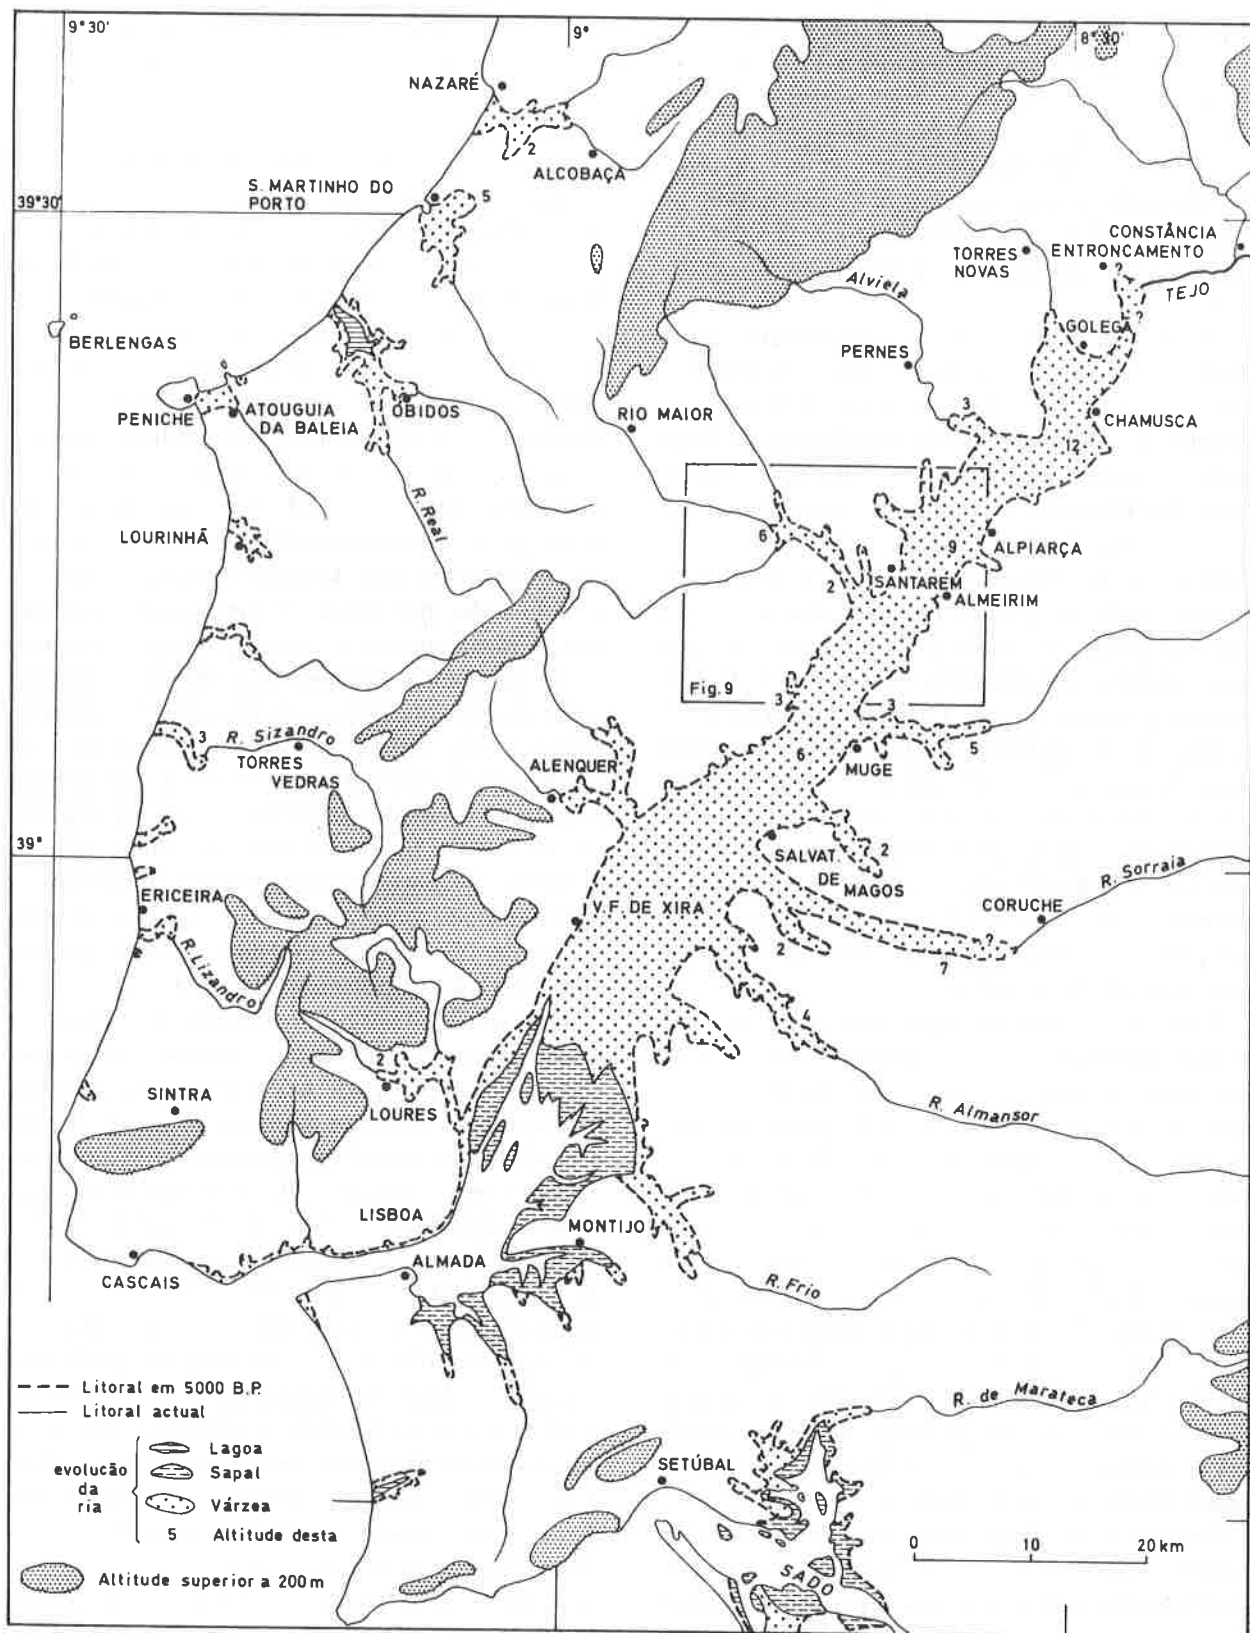 9° 30'
9°
8° 30'
NAZARÉ
2
ALCOBAÇA
S. MARTINHO DO
PORTO
5
39° 30'
CONSTÂNCIA
TORRES
NOVAS
ENTRONCAMENTO
?
TEJO
Alviela
?
GOLEGÃ
BERLENGAS
PERNES
PENICHE
ATOUGUIA
DA BALEIA
ÓBIDOS
RIO MAIOR
3
CHAMUSCA
12
R. Real
LOURINHÃ
6
9
ALPIARÇA
2
SANTAREM
ALMEIRIM
Fig. 9
3
3
3
R. Sizandro
5
TORRES
VEDRAS
6
MUGE
ALENQUER
39°
SALVAT.
DE MAGOS
2
R. Sorraia
ERICEIRA
V. F. DE XIRA
CORUCHE
2
?
7
R. Lizandro
4
2
SINTRA
LOURES
R. Almansor
LISBOA
MONTIJO
CASCAIS
ALMADA
R. Frio
Litoral em 5000 B.P.
Litoral actual
R. de Marateca
evolucão
da
ria
Lagoa
Sapal
Várzea
5 Altitude desta
SETÚBAL
0 10 20 km
SADO
Altitude superior a 200 m